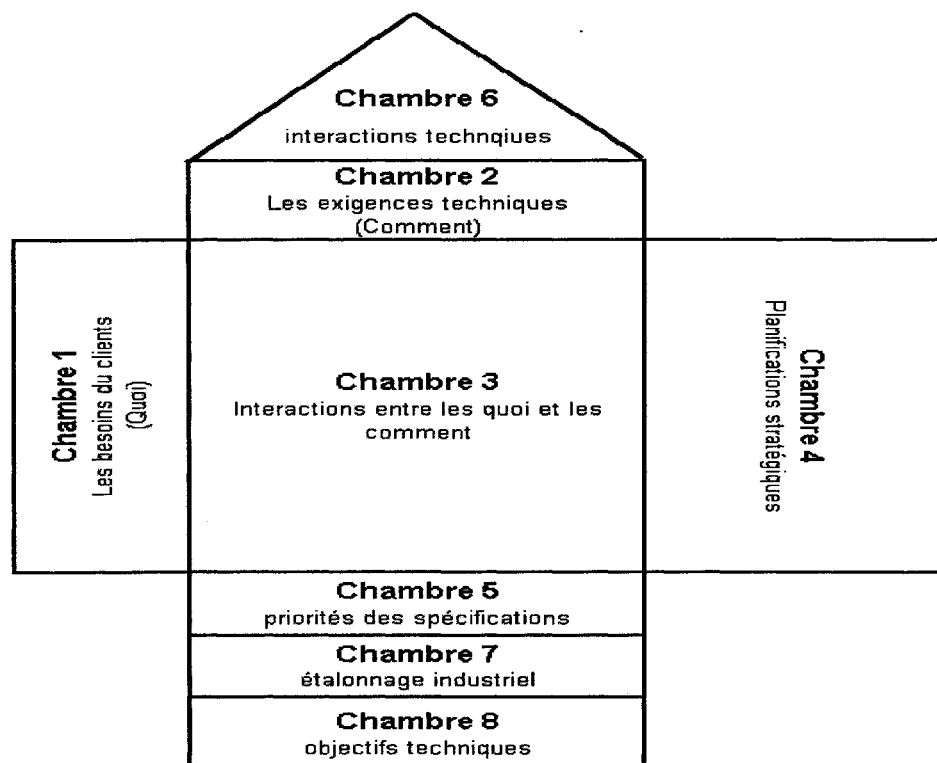 Chambre 6
interactions technqiues
Chambre 2
Les exigences techniques
(Comment)
Chambre 1
Les besoins du clients
(Quoi)
Chambre 3
Interactions entre les quoi et les
comment
Chambre 4
Planifications stratégiques
Chambre 5
priorités des spécifications
Chambre 7
étalonnage industriel
Chambre 8
objectifs techniques